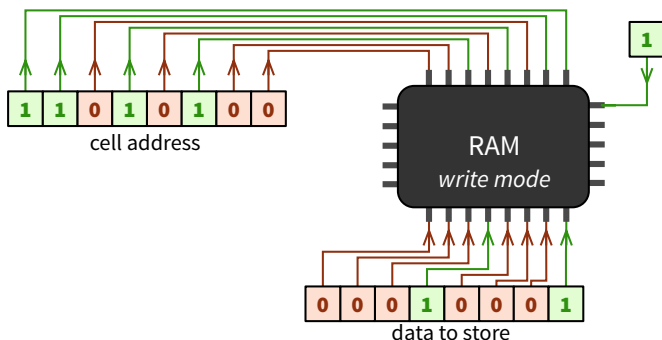 1
1 1 0 1 0 1 0 0
cell address
RAM
write mode
0 0 0 1 0 0 0 1
data to store